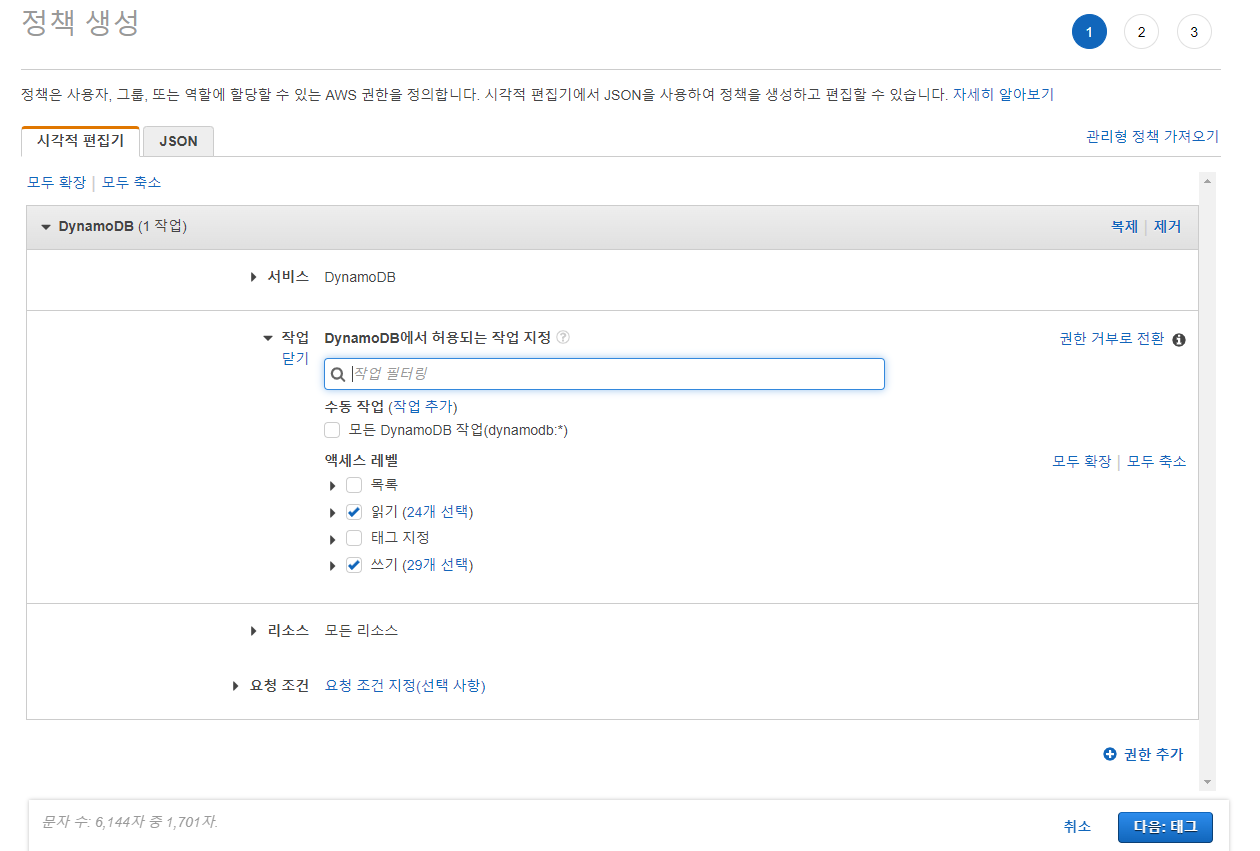 정책 생성
1 2 3
정책은 사용자, 그룹, 또는 역할에 할당할 수 있는 AWS 권한을 정의합니다. 시각적 편집기에서 JSON을 사용하여 정책을 생성하고 편집할 수 있습니다. 자세히 알아보기
시각적 편집기 JSON 관리형 정책 가져오기
모두 확장 | 모두 축소
DynamoDB (1 작업) 복제 | 제거
서비스 DynamoDB
작업 DynamoDB에서 허용되는 작업 지정 ? 권한 거부로 전환 i
닫기
작업 필터링
수동 작업 (작업 추가)
모든 DynamoDB 작업(dynamodb:*)
액세스 레벨 모두 확장 | 모두 축소
목록
읽기 (24개 선택)
태그 지정
쓰기 (29개 선택)
리소스 모든 리소스
요청 조건 요청 조건 지정(선택 사항)
권한 추가
문자 수: 6,144자 중 1,701자. 취소 다음: 태그